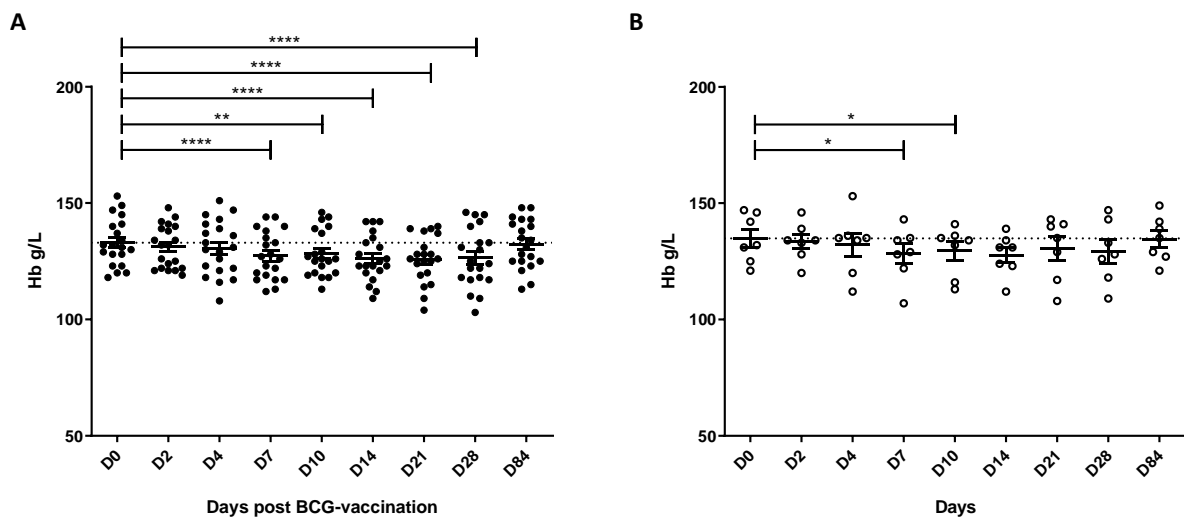 A
****
****
****
**
****
200
150
100
50
Hb g/L
D0 D2 D4 D7 D10 D14 D21 D28 D84
Days post BCG-vaccination
B
*
*
200
150
100
50
Hb g/L
D0 D2 D4 D7 D10 D14 D21 D28 D84
Days